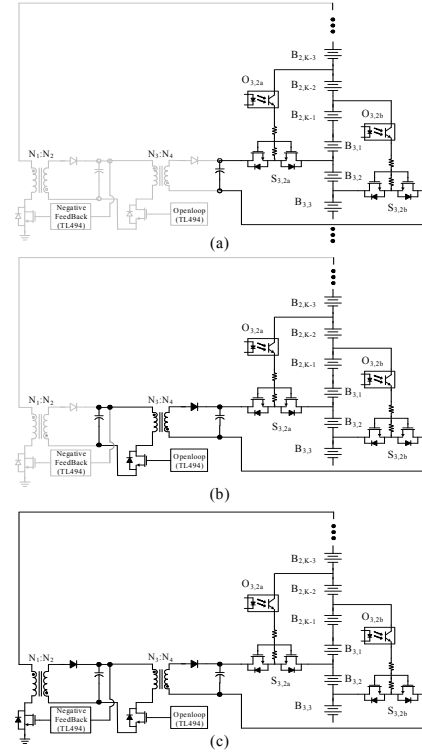 B2,K-3
O3,2a
B2,K-2
O3,2b
B2,K-1
N1:N2
N3:N4
B3,1
B3,2
S3,2a
Negative
FeedBack
(TL494)
Openloop
(TL494)
B3,3
S3,2b
(a)
B2,K-3
O3,2a
B2,K-2
O3,2b
B2,K-1
N1:N2
N3:N4
B3,1
B3,2
S3,2a
Negative
FeedBack
(TL494)
Openloop
(TL494)
B3,3
S3,2b
(b)
B2,K-3
O3,2a
B2,K-2
O3,2b
B2,K-1
N1:N2
N3:N4
B3,1
B3,2
S3,2a
Negative
FeedBack
(TL494)
Openloop
(TL494)
B3,3
S3,2b
(c)